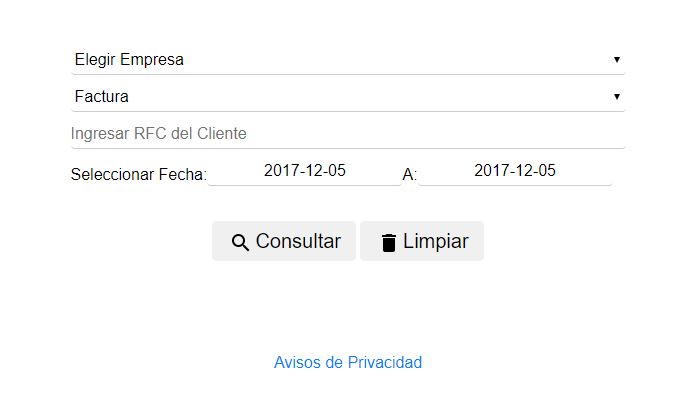 Elegir Empresa
Factura
Ingresar RFC del Cliente
Seleccionar Fecha: 2017-12-05 A: 2017-12-05
Consultar Limpiar
Avisos de Privacidad